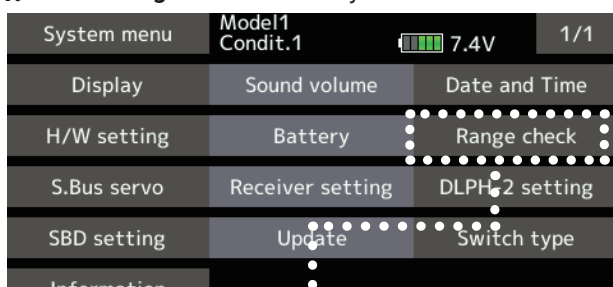 System menu Model1 1/1
Condit.1 7.4V
Display Sound volume Date and Time
H/W setting Battery Range check
S.Bus servo Receiver setting DLPH-2 setting
SBD setting Update Switch type
Information